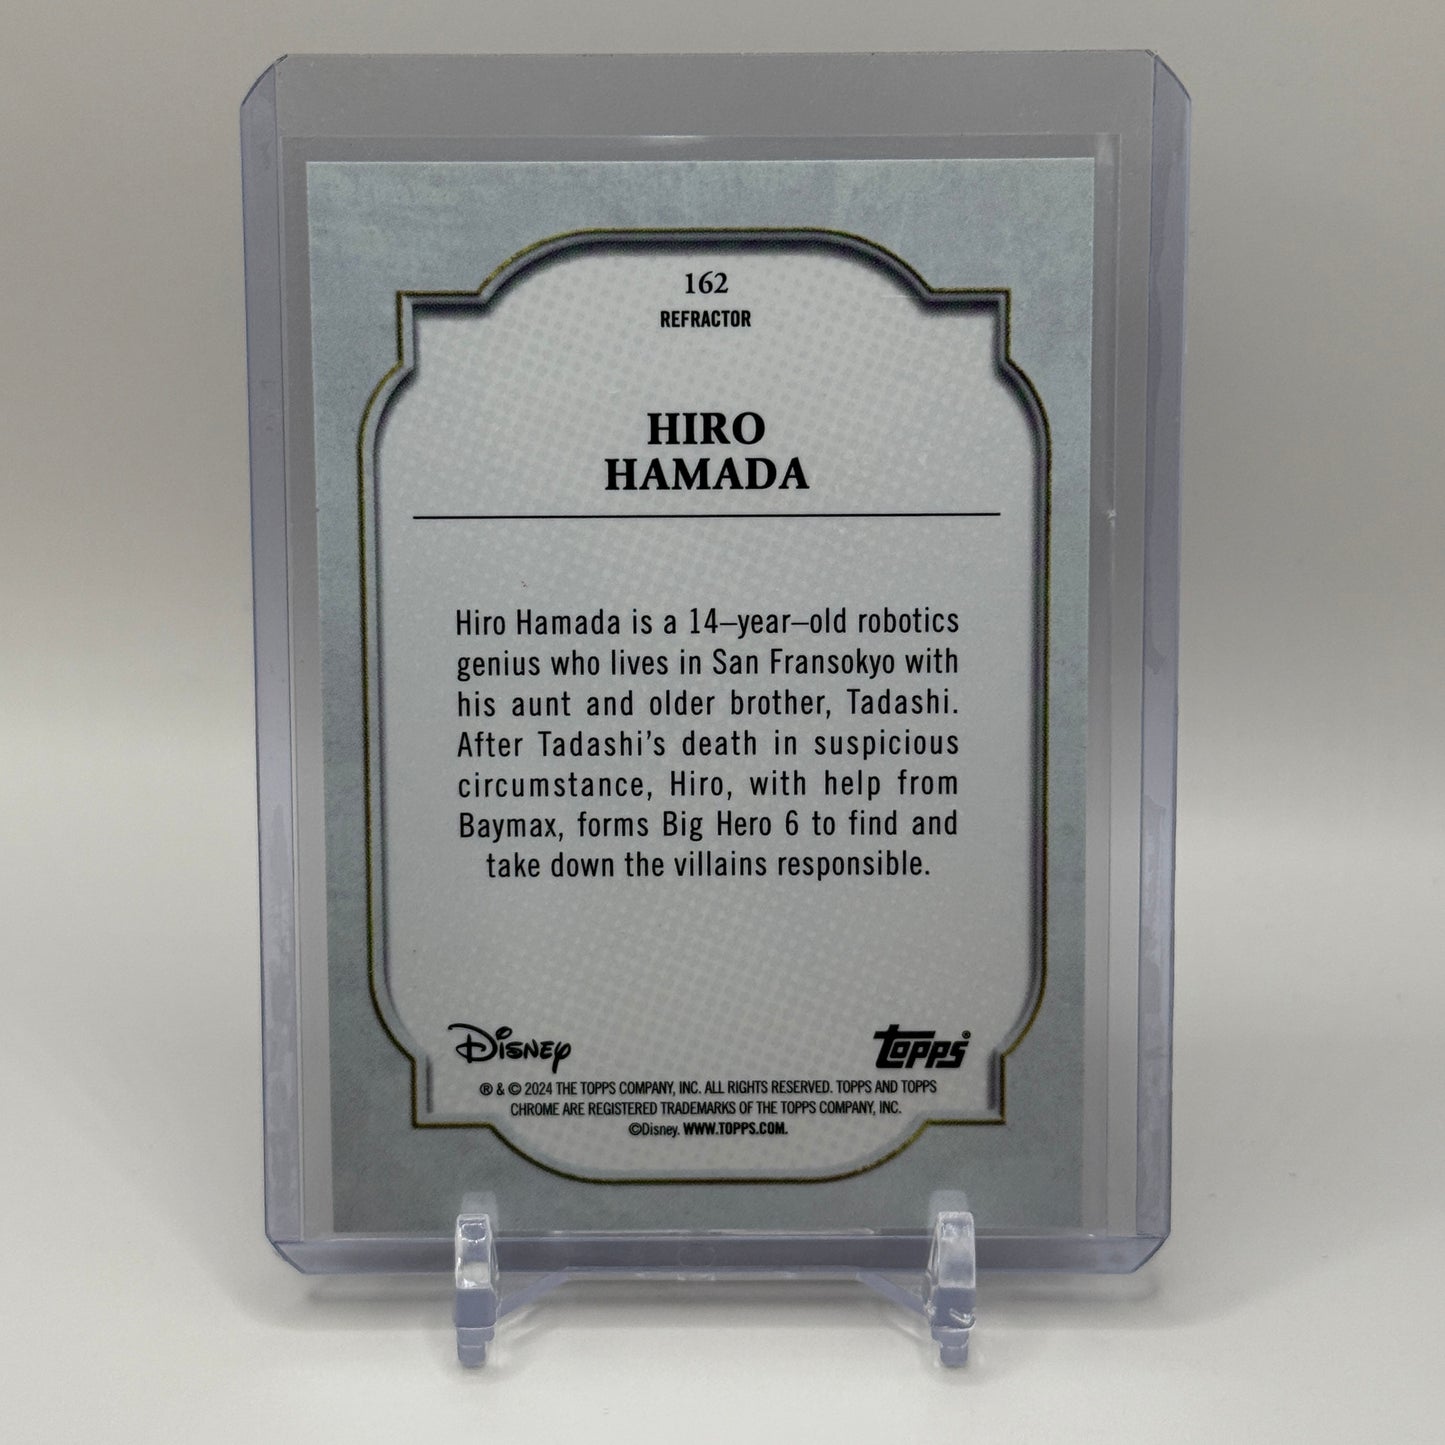 162
REFRACTOR
HIRO
HAMADA
Hiro Hamada is a 14–year–old robotics
genius who lives in San Fransokyo with
his aunt and older brother, Tadashi.
After Tadashi's death in suspicious
circumstance, Hiro, with help from
Baymax, forms Big Hero 6 to find and
take down the villains responsible.
Disney
topps®
® & © 2024 THE TOPPS COMPANY, INC. ALL RIGHTS RESERVED. TOPPS AND TOPPS
CHROME ARE REGISTERED TRADEMARKS OF THE TOPPS COMPANY, INC.
©Disney. WWW.TOPPS.COM.